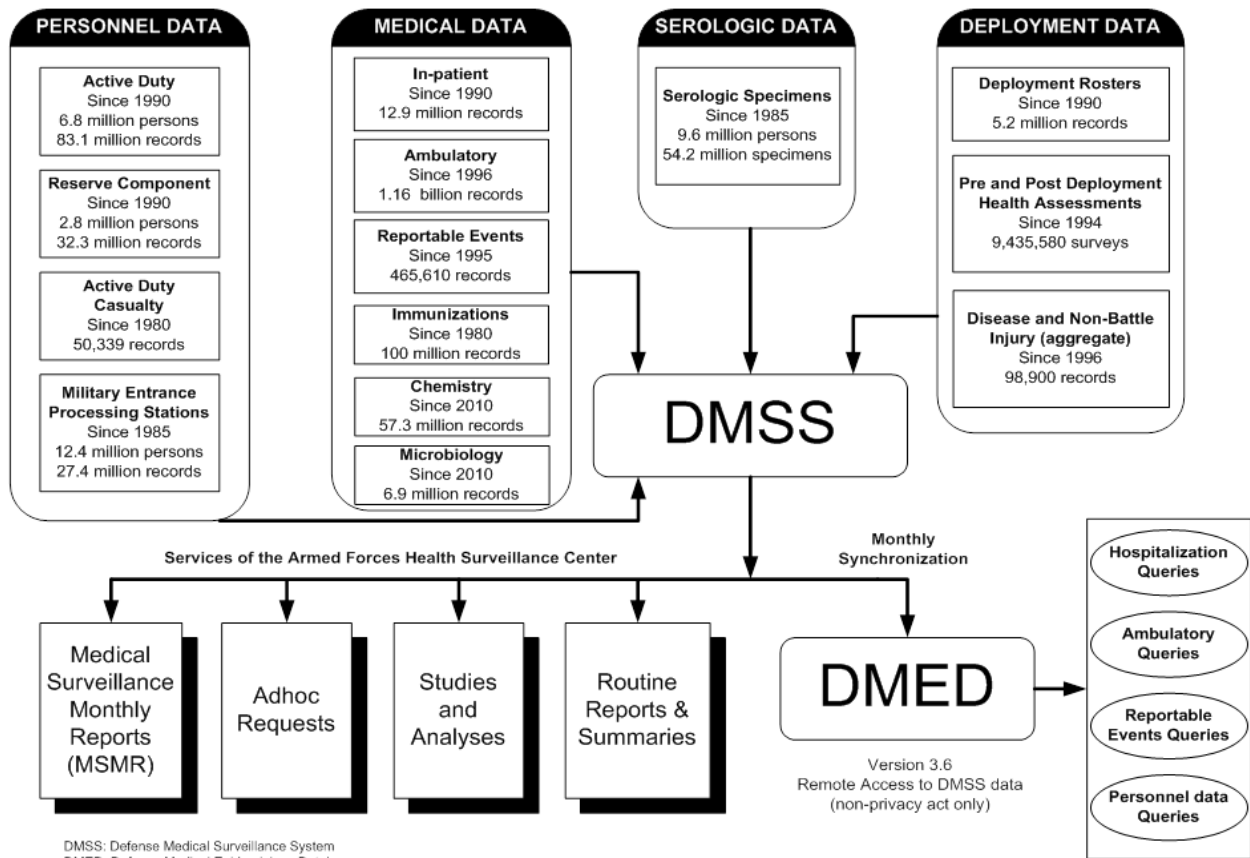 PERSONNEL DATA
Active Duty
Since 1990
6.8 million persons
83.1 million records
Reserve Component
Since 1990
2.8 million persons
32.3 million records
Active Duty
Casualty
Since 1980
50,339 records
Military Entrance
Processing Stations
Since 1985
12.4 million persons
27.4 million records
MEDICAL DATA
In-patient
Since 1990
12.9 million records
Ambulatory
Since 1996
1.16 billion records
Reportable Events
Since 1995
465,610 records
Immunizations
Since 1980
100 million records
Chemistry
Since 2010
57.3 million records
Microbiology
Since 2010
6.9 million records
SEROLOGIC DATA
Serologic Specimens
Since 1985
9.6 million persons
54.2 million specimens
DEPLOYMENT DATA
Deployment Rosters
Since 1990
5.2 million records
Pre and Post Deployment
Health Assessments
Since 1994
9,435,580 surveys
Disease and Non-Battle
Injury (aggregate)
Since 1996
98,900 records
DMSS
Services of the Armed Forces Health Surveillance Center
Monthly
Synchronization
Medical
Surveillance
Monthly
Reports
(MSMR)
Adhoc
Requests
Studies
and
Analyses
Routine
Reports &
Summaries
DMED
Version 3.6
Remote Access to DMSS data
(non-privacy act only)
Hospitalization
Queries
Ambulatory
Queries
Reportable
Events Queries
Personnel data
Queries
DMSS: Defense Medical Surveillance System